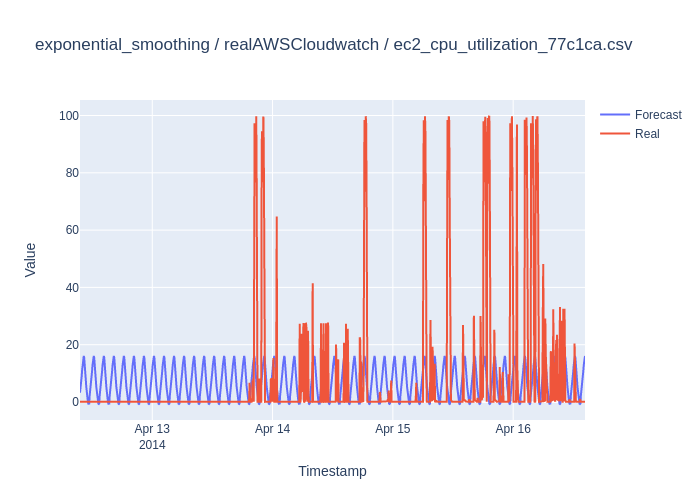 exponential_smoothing / realAWSCloudwatch / ec2_cpu_utilization_77c1ca.csv
Forecast
Real
100
80
60
40
20
0
Value
Apr 13
2014
Apr 14
Apr 15
Apr 16
Timestamp